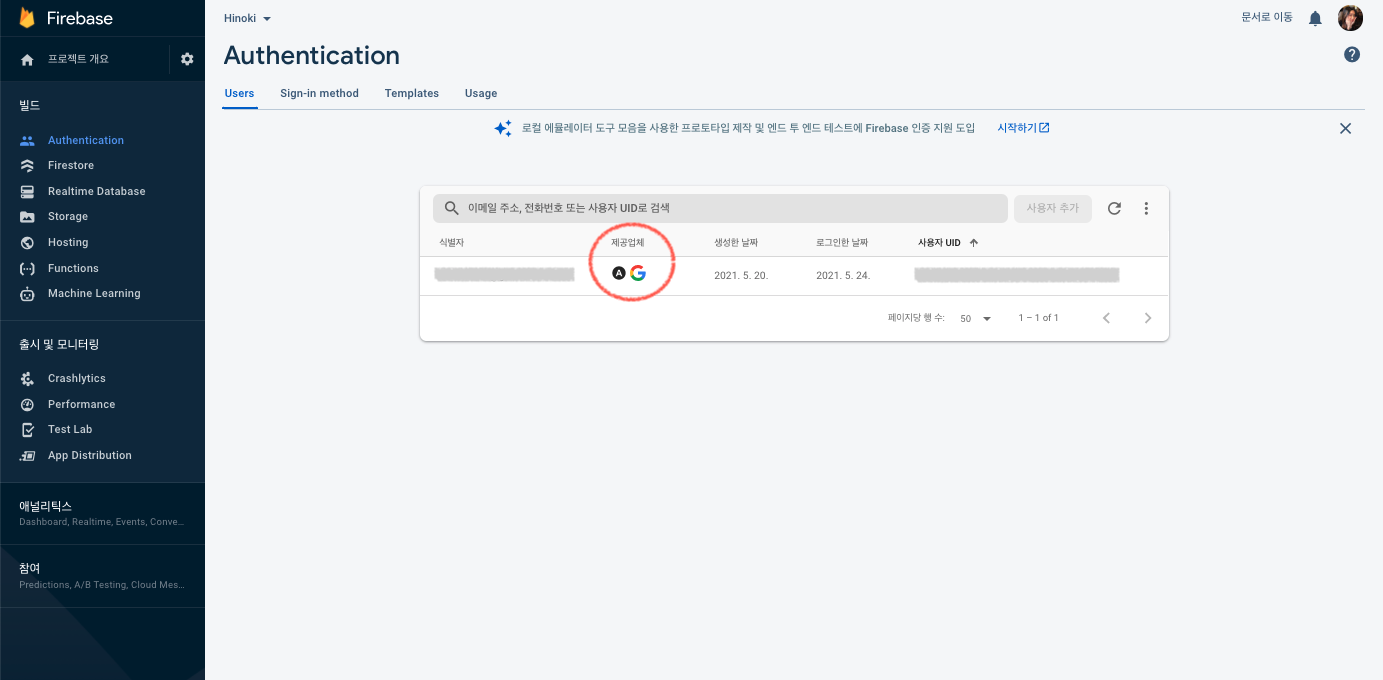 Firebase
Hinoki
문서로 이동
프로젝트 개요
Authentication
Users Sign-in method Templates Usage
로컬 에뮬레이터 도구 모음을 사용한 프로토타입 제작 및 엔드 투 엔드 테스트에 Firebase 인증 지원 도입 시작하기
빌드
Authentication
Firestore
Realtime Database
Storage
Hosting
Functions
Machine Learning
출시 및 모니터링
Crashlytics
Performance
Test Lab
App Distribution
애널리틱스
Dashboard, Realtime, Events, Conve...
참여
Predictions, A/B Testing, Cloud Mes...
이메일 주소, 전화번호 또는 사용자 UID로 검색 사용자 추가
식별자 제공업체 생성한 날짜 로그인한 날짜 사용자 UID
A G 2021. 5. 20. 2021. 5. 24.
페이지당 행 수: 50 1 – 1 of 1